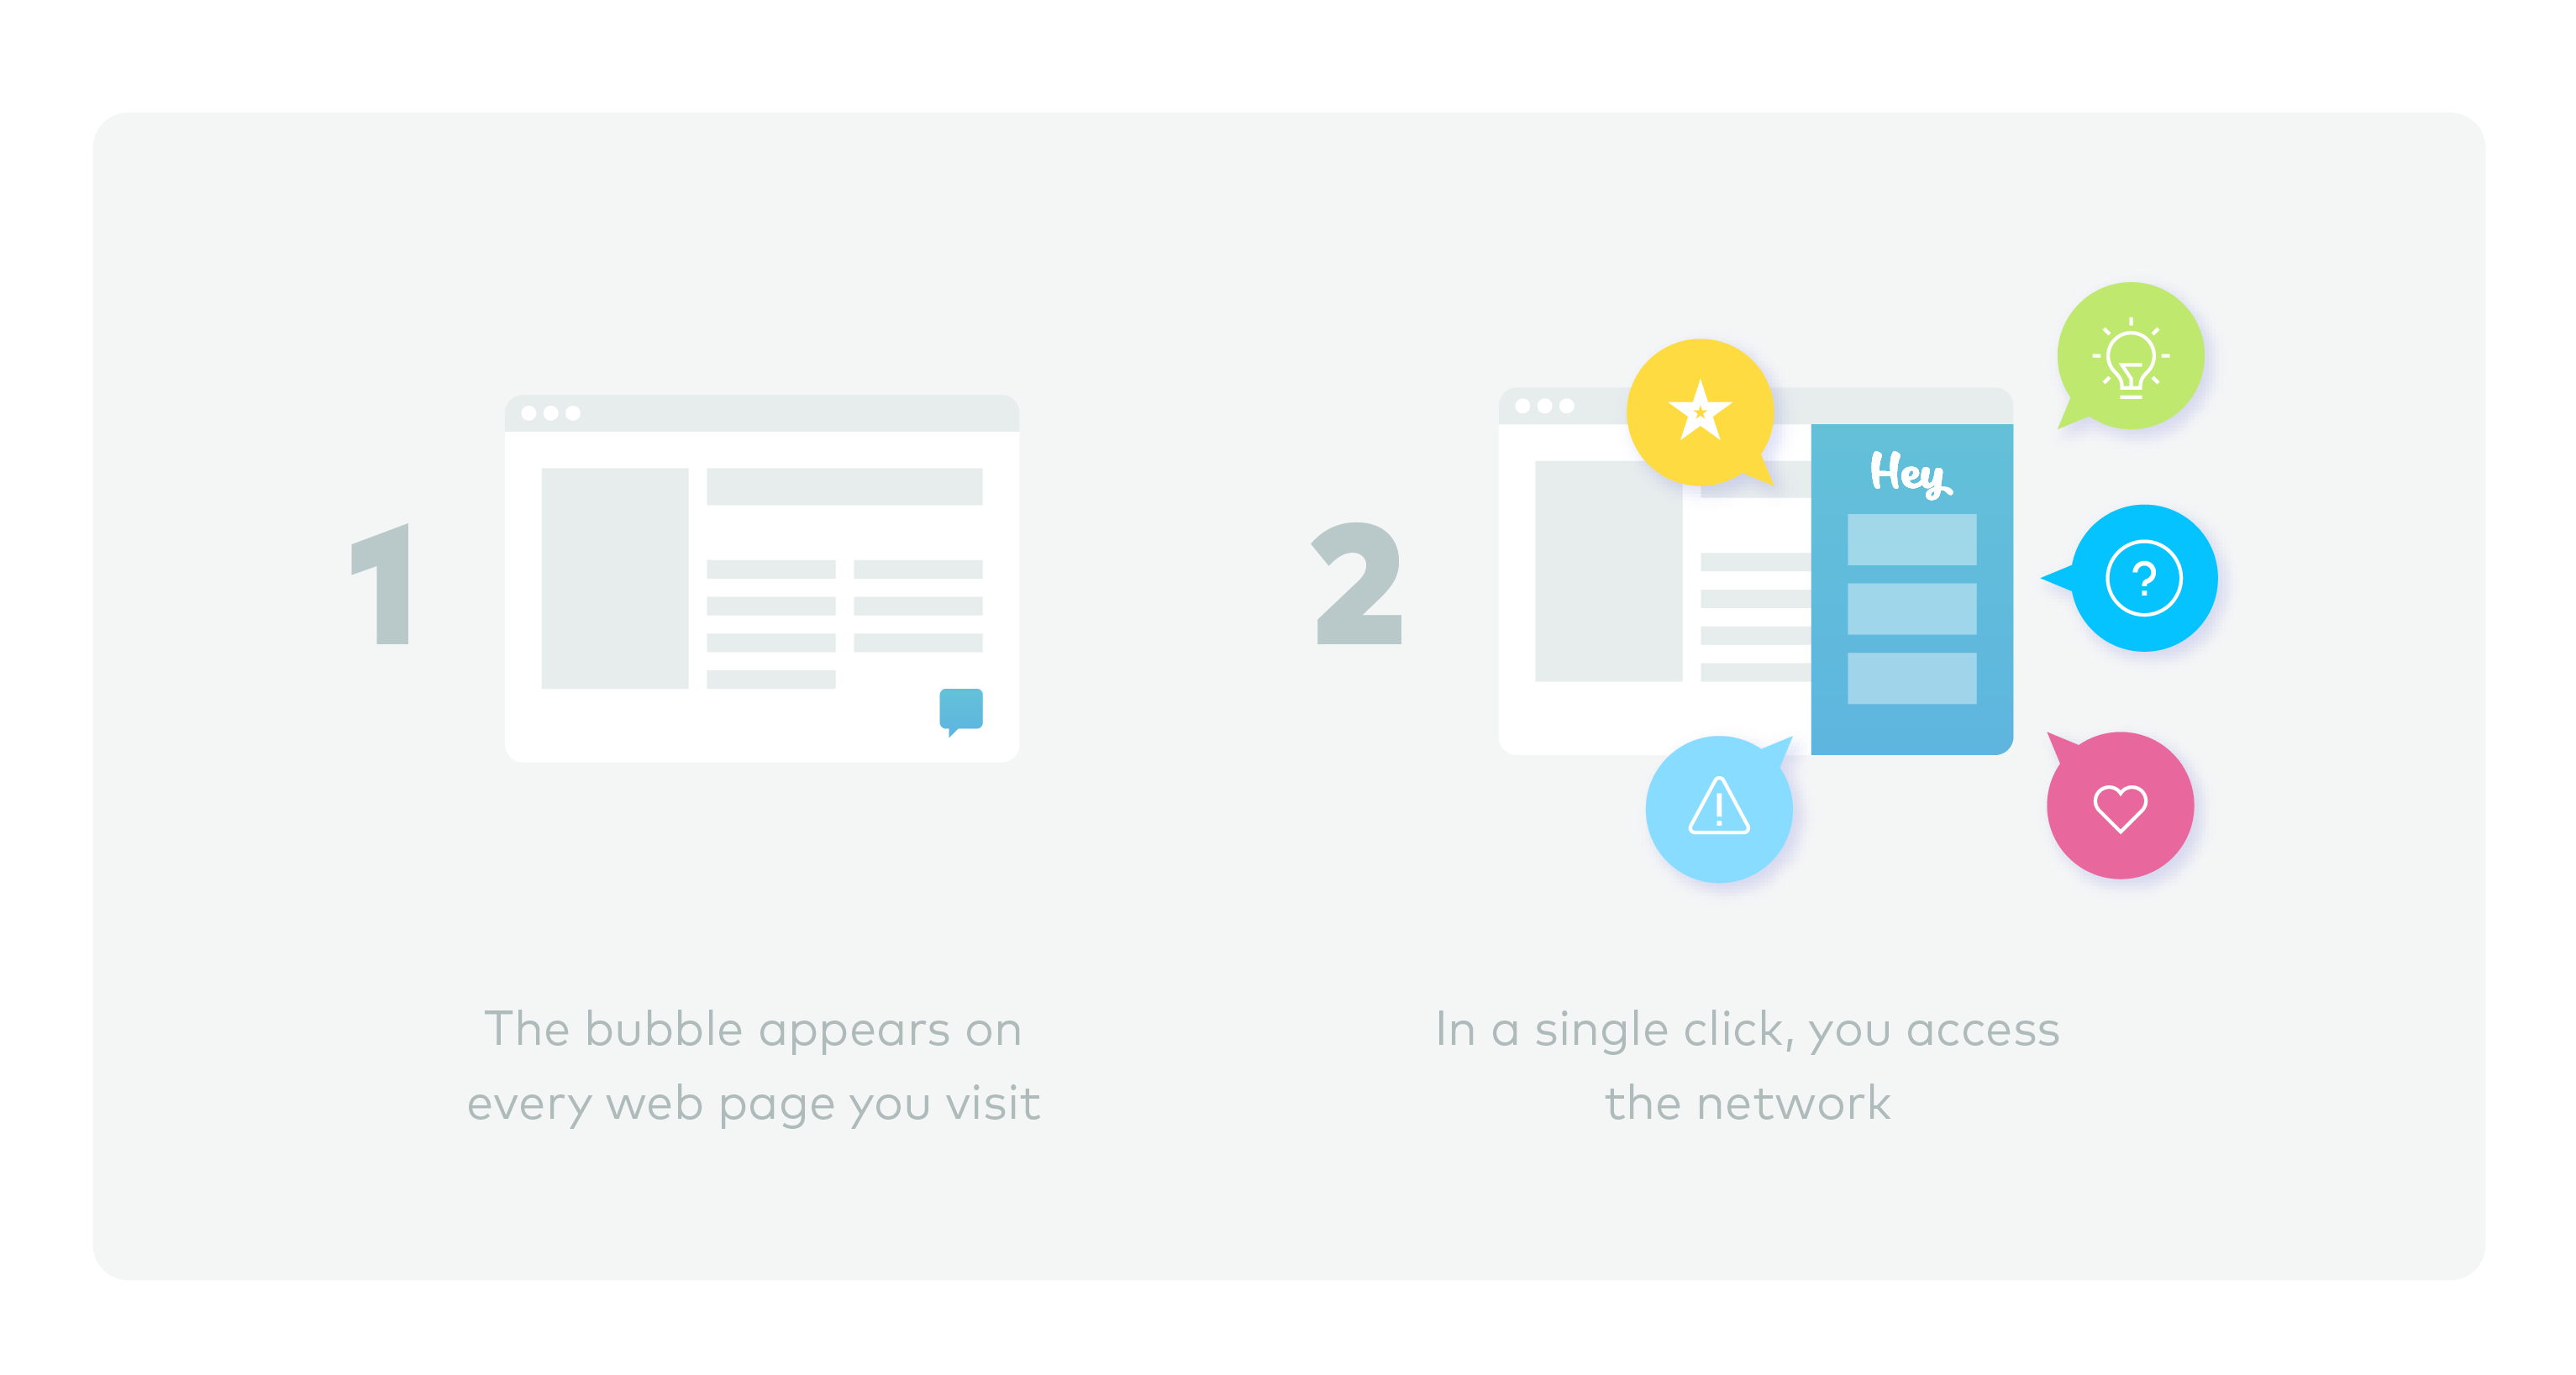 1
The bubble appears on
every web page you visit
2
Hey
?
!
In a single click, you access
the network